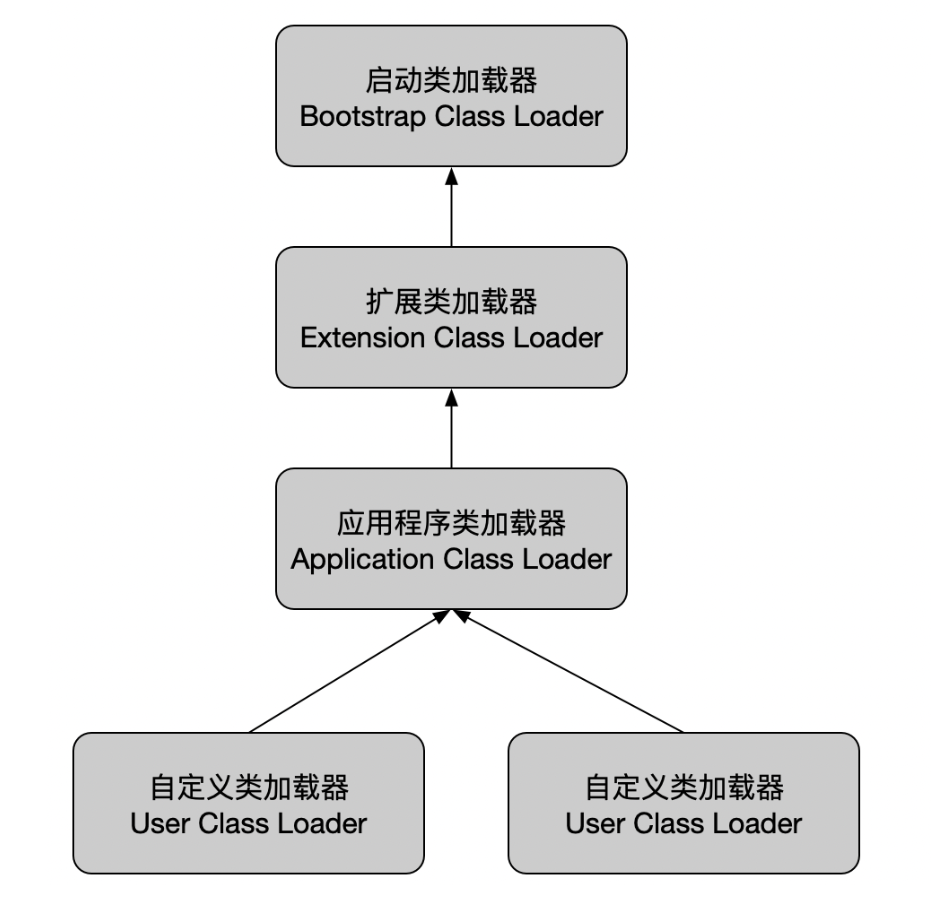 启动类加载器
Bootstrap Class Loader
扩展类加载器
Extension Class Loader
应用程序类加载器
Application Class Loader
自定义类加载器
User Class Loader
自定义类加载器
User Class Loader